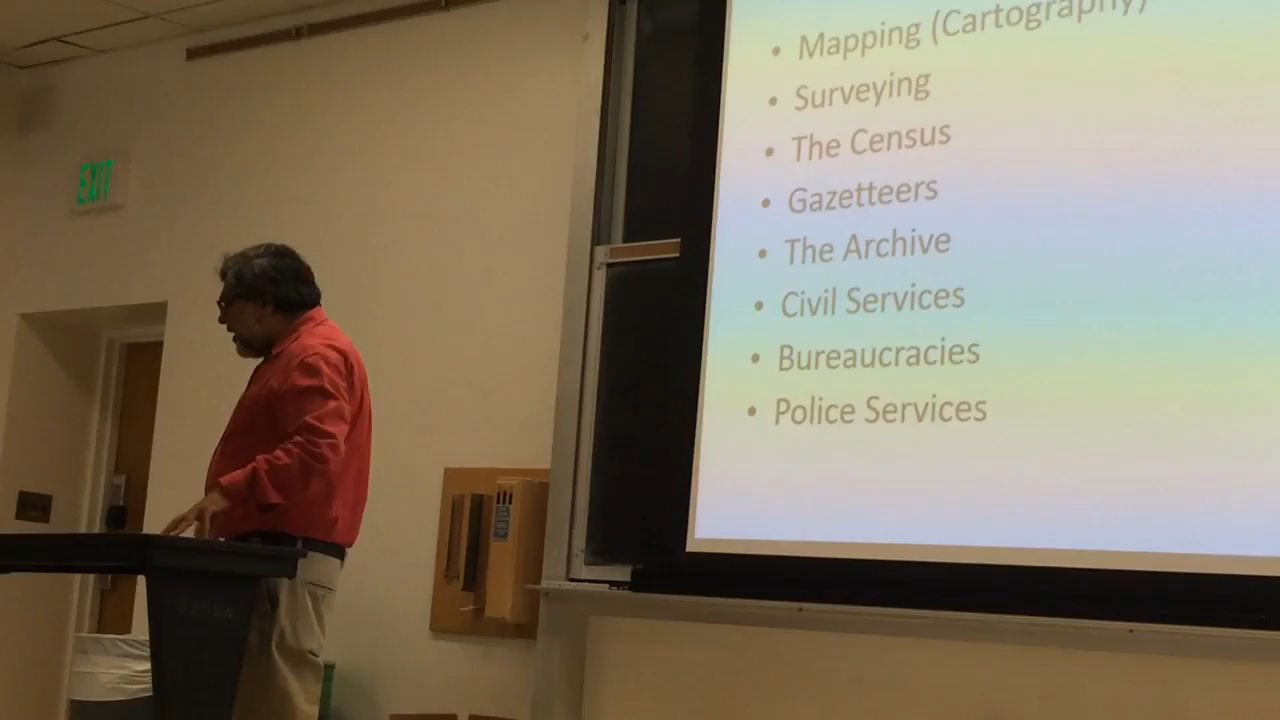 • Mapping (Cartography)
• Surveying
• The Census
• Gazetteers
• The Archive
• Civil Services
• Bureaucracies
• Police Services
EXIT